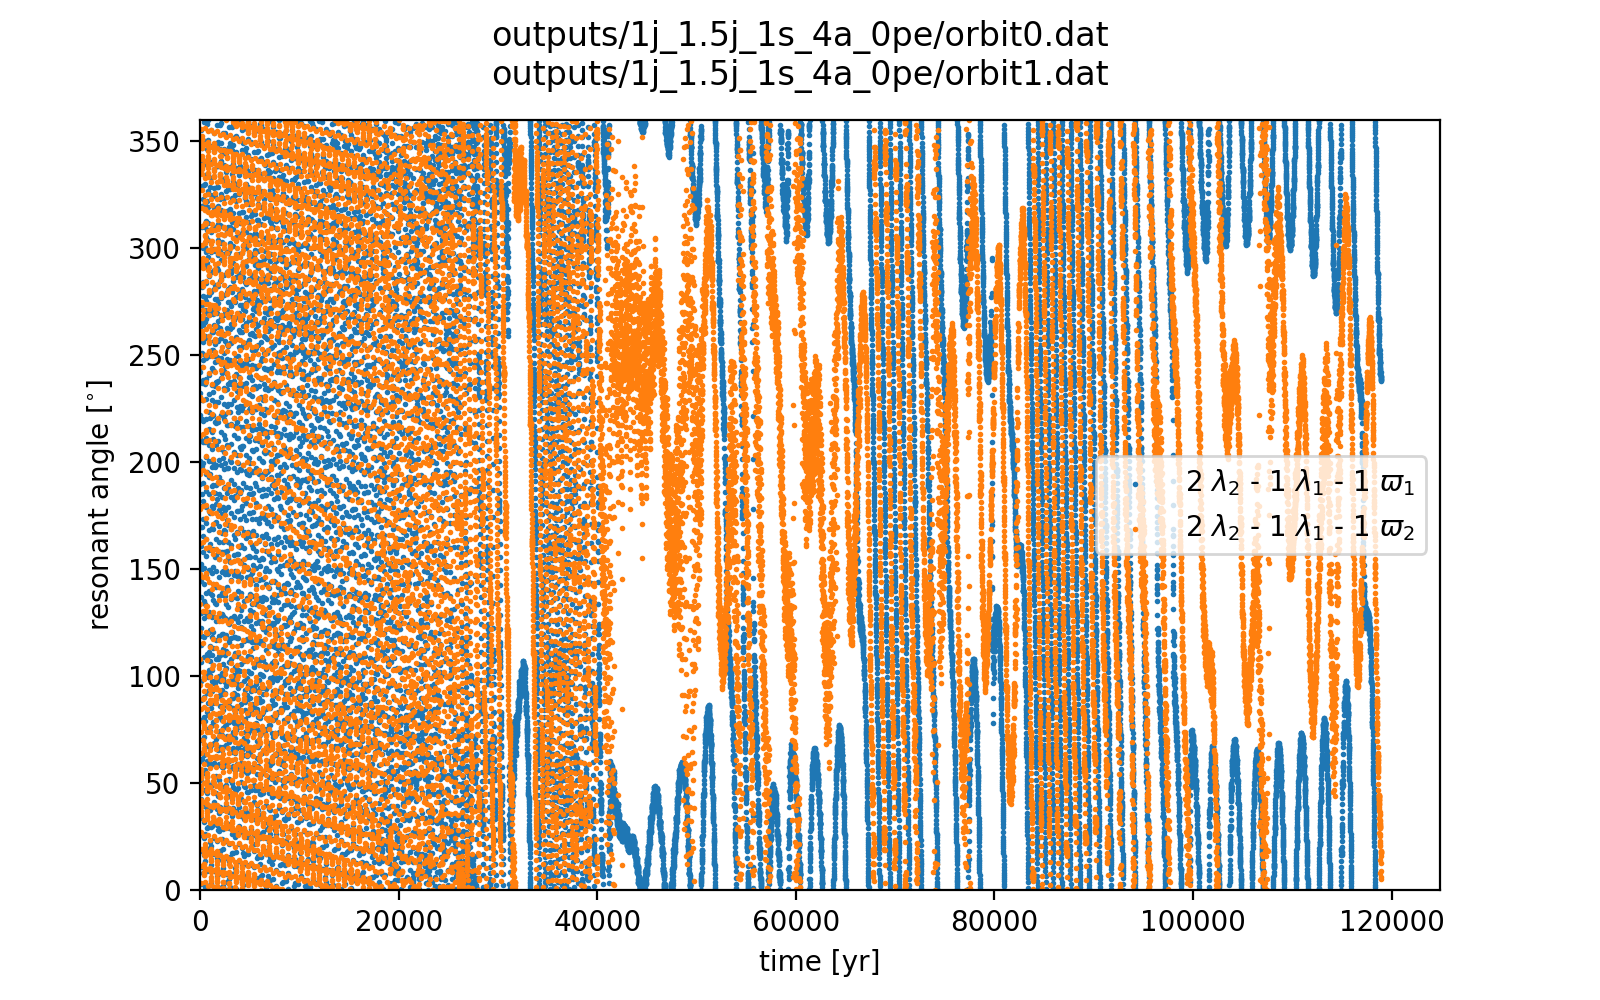 outputs/1j_1.5j_1s_4a_0pe/orbit0.dat
outputs/1j_1.5j_1s_4a_0pe/orbit1.dat
350
300
250
200
150
100
50
0
resonant angle [°]
2 λ₂ - 1 λ₁ - 1 ϖ₁
2 λ₂ - 1 λ₁ - 1 ϖ₂
0 20000 40000 60000 80000 100000 120000
time [yr]